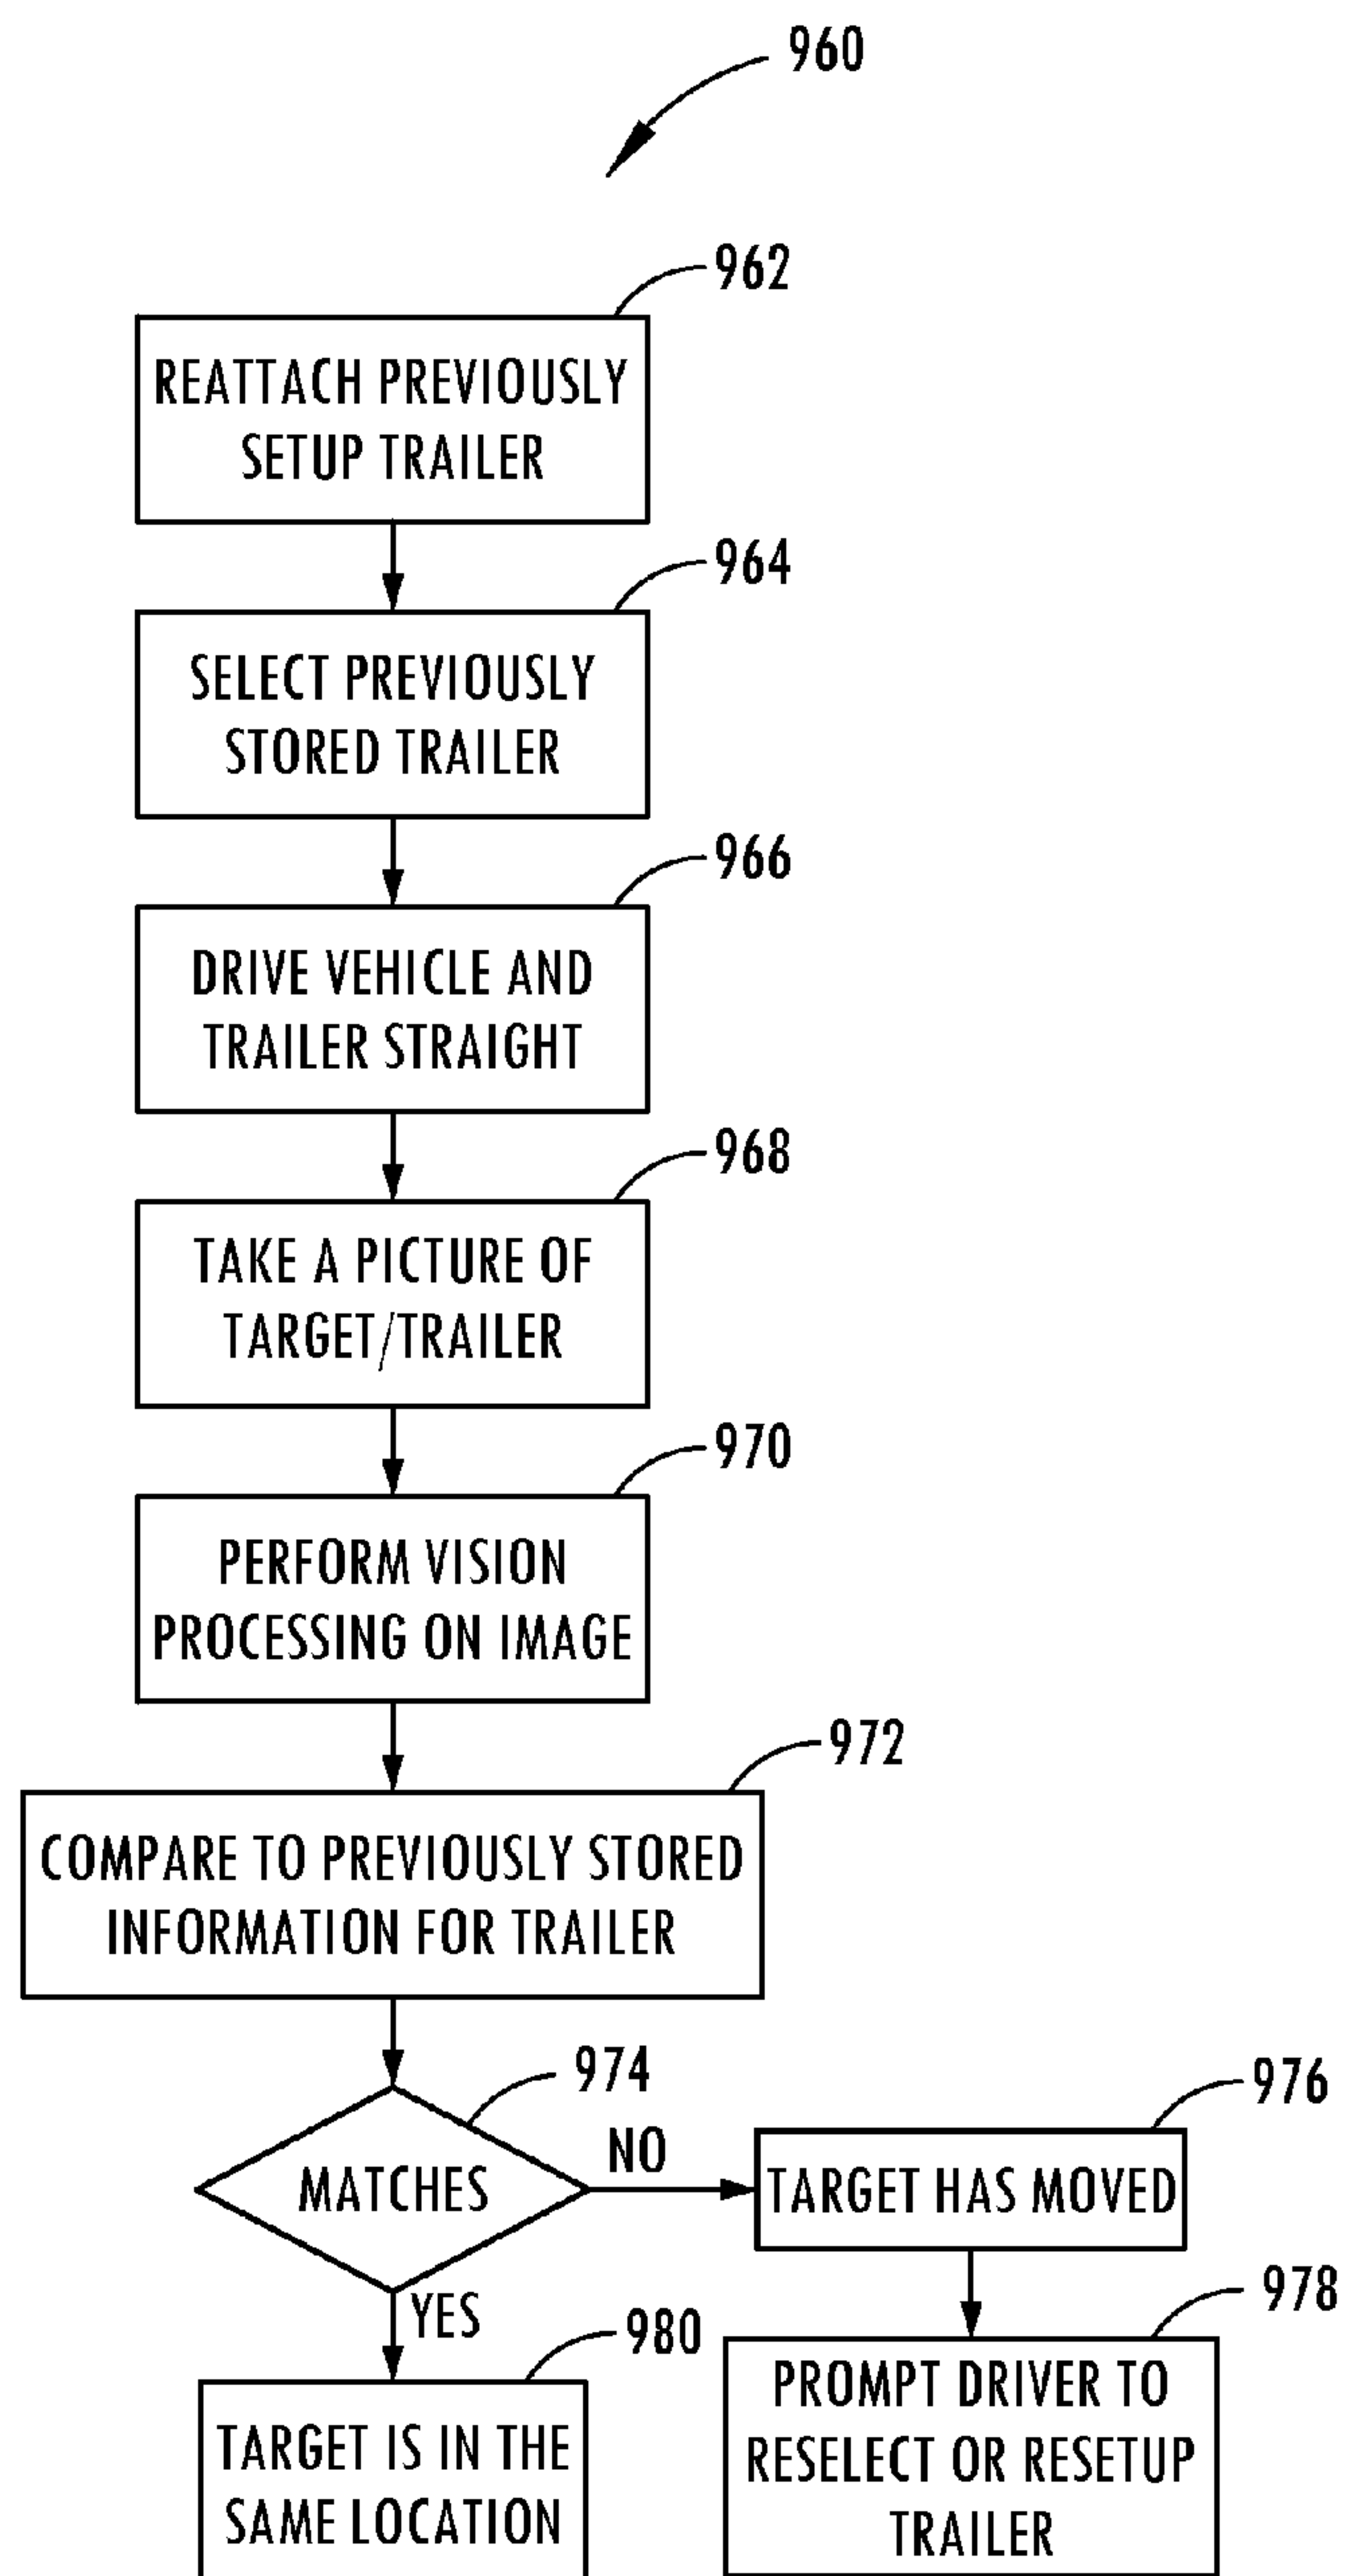 960
962
REATTACH PREVIOUSLY
SETUP TRAILER
964
SELECT PREVIOUSLY
STORED TRAILER
966
DRIVE VEHICLE AND
TRAILER STRAIGHT
968
TAKE A PICTURE OF
TARGET/TRAILER
970
PERFORM VISION
PROCESSING ON IMAGE
972
COMPARE TO PREVIOUSLY STORED
INFORMATION FOR TRAILER
974
MATCHES
NO
976
TARGET HAS MOVED
978
PROMPT DRIVER TO
RESELECT OR RESETUP
TRAILER
YES
980
TARGET IS IN THE
SAME LOCATION